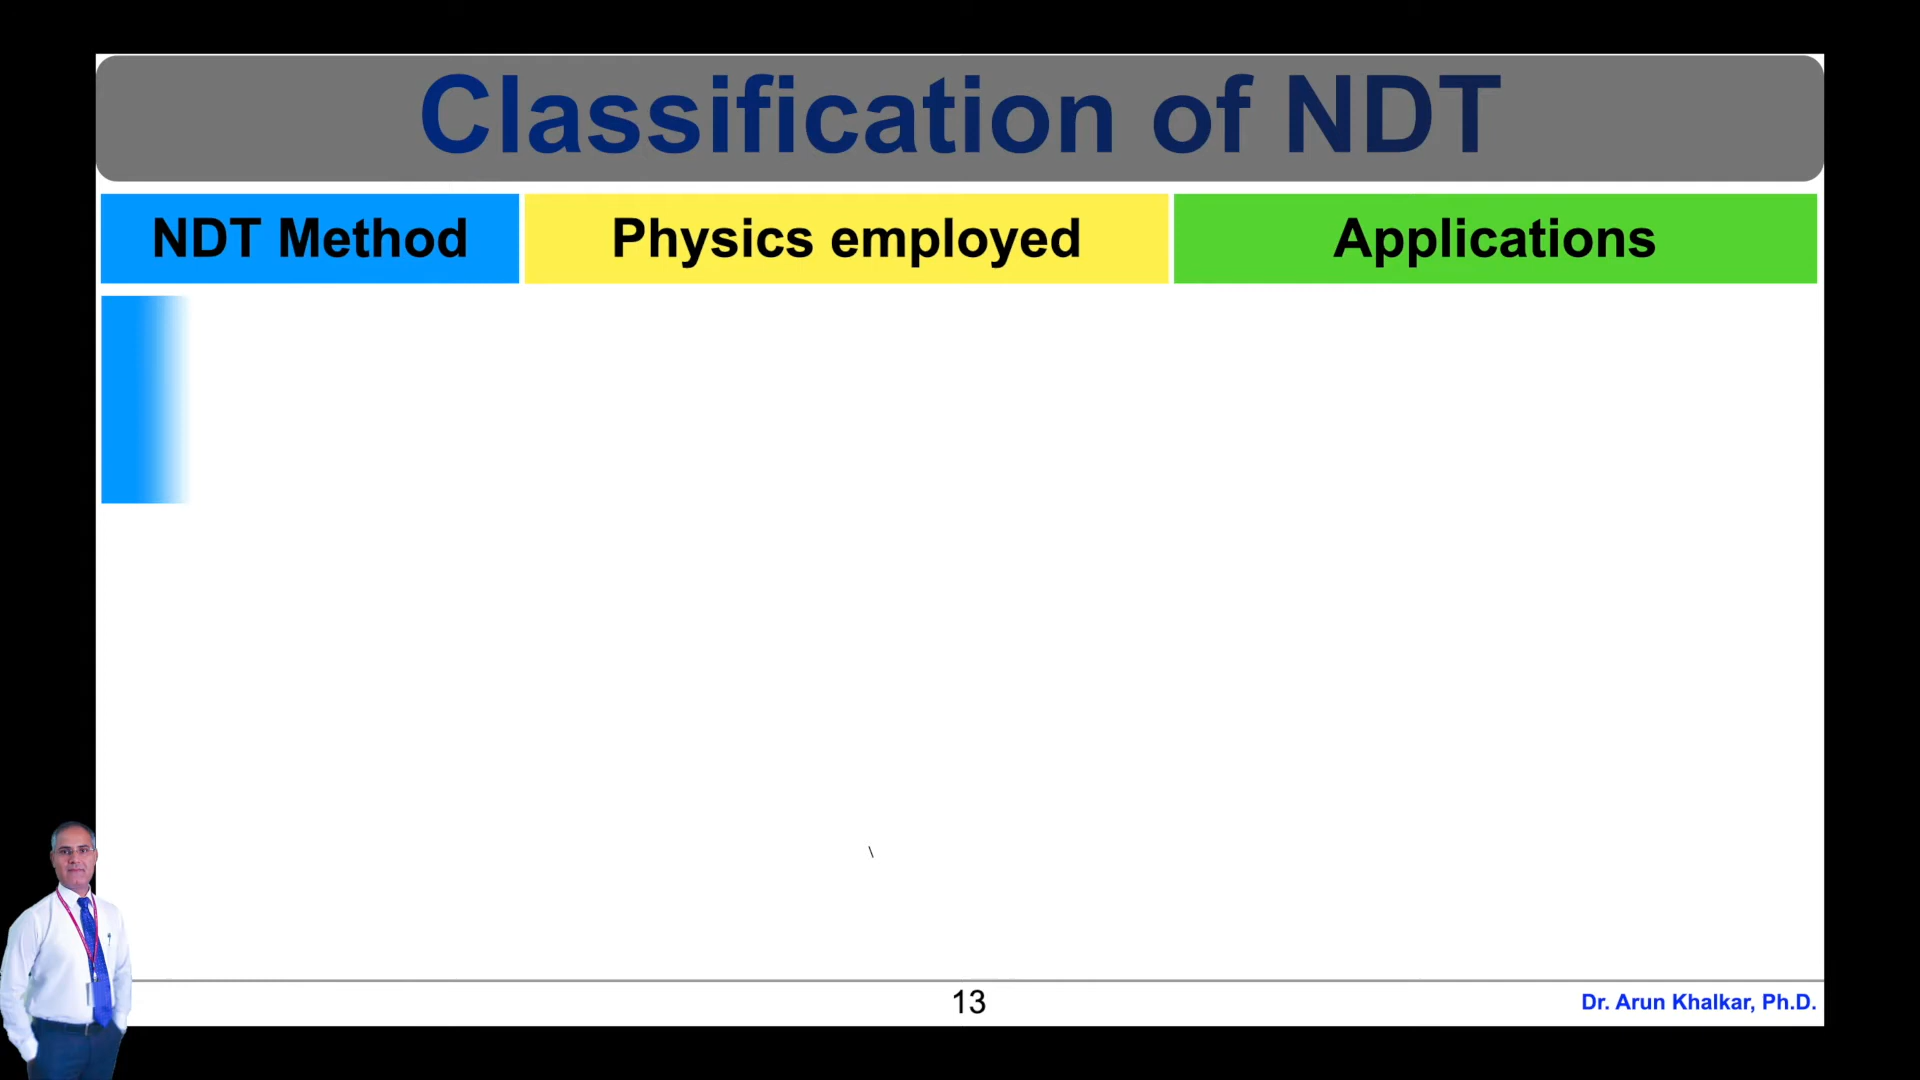 Classification of NDT
NDT Method
Physics employed
Applications
\
13
Dr. Arun Khalkar, Ph.D.